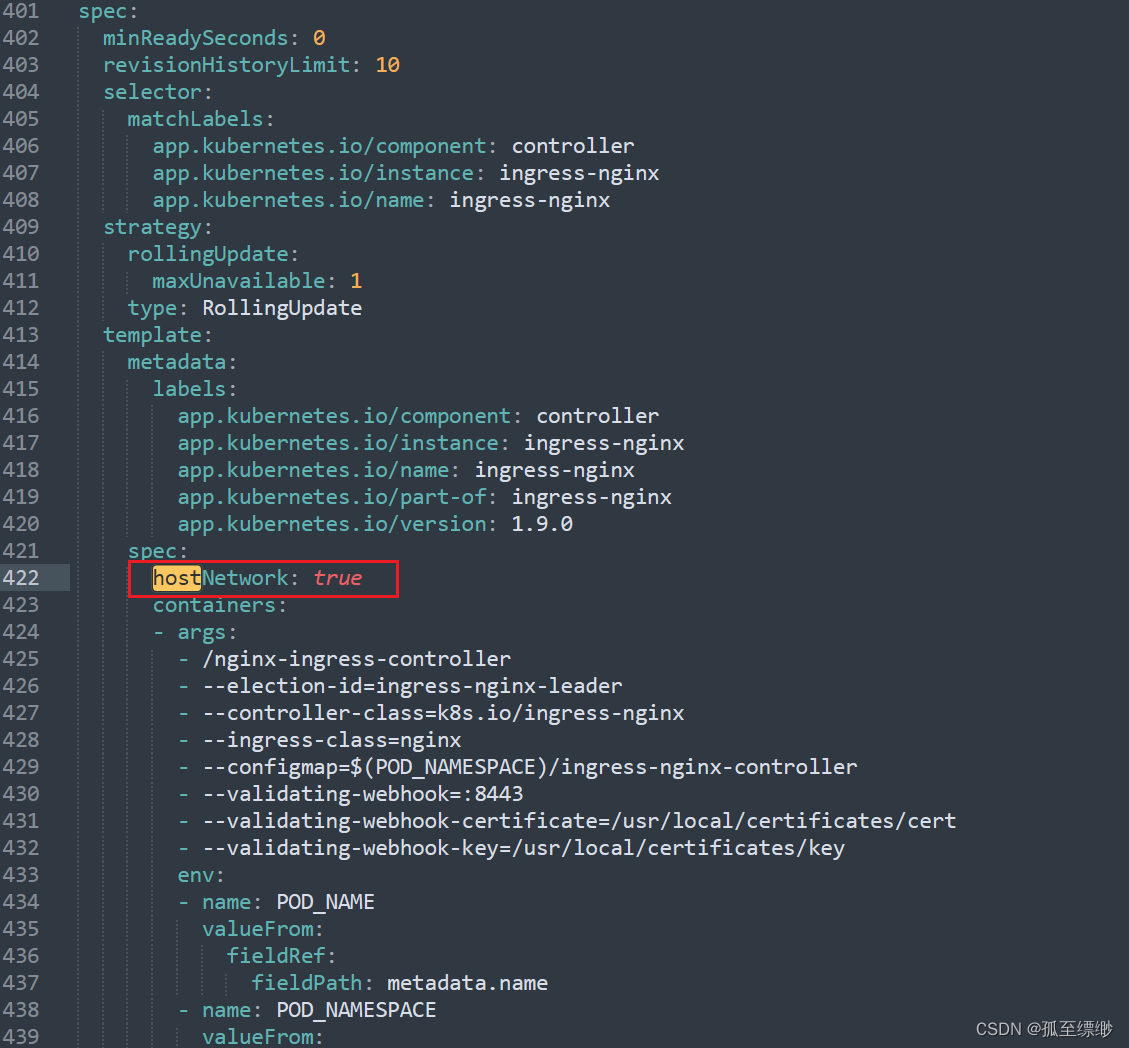 401 spec:
402 minReadySeconds: 0
403 revisionHistoryLimit: 10
404 selector:
405 matchLabels:
406 app.kubernetes.io/component: controller
407 app.kubernetes.io/instance: ingress-nginx
408 app.kubernetes.io/name: ingress-nginx
409 strategy:
410 rollingUpdate:
411 maxUnavailable: 1
412 type: RollingUpdate
413 template:
414 metadata:
415 labels:
416 app.kubernetes.io/component: controller
417 app.kubernetes.io/instance: ingress-nginx
418 app.kubernetes.io/name: ingress-nginx
419 app.kubernetes.io/part-of: ingress-nginx
420 app.kubernetes.io/version: 1.9.0
421 spec:
422 hostNetwork: true
423 containers:
424 - args:
425 - /nginx-ingress-controller
426 - --election-id=ingress-nginx-leader
427 - --controller-class=k8s.io/ingress-nginx
428 - --ingress-class=nginx
429 - --configmap=$(POD_NAMESPACE)/ingress-nginx-controller
430 - --validating-webhook=:8443
431 - --validating-webhook-certificate=/usr/local/certificates/cert
432 - --validating-webhook-key=/usr/local/certificates/key
433 env:
434 - name: POD_NAME
435 valueFrom:
436 fieldRef:
437 fieldPath: metadata.name
438 - name: POD_NAMESPACE
439 valueFrom:
CSDN @孤至缥缈